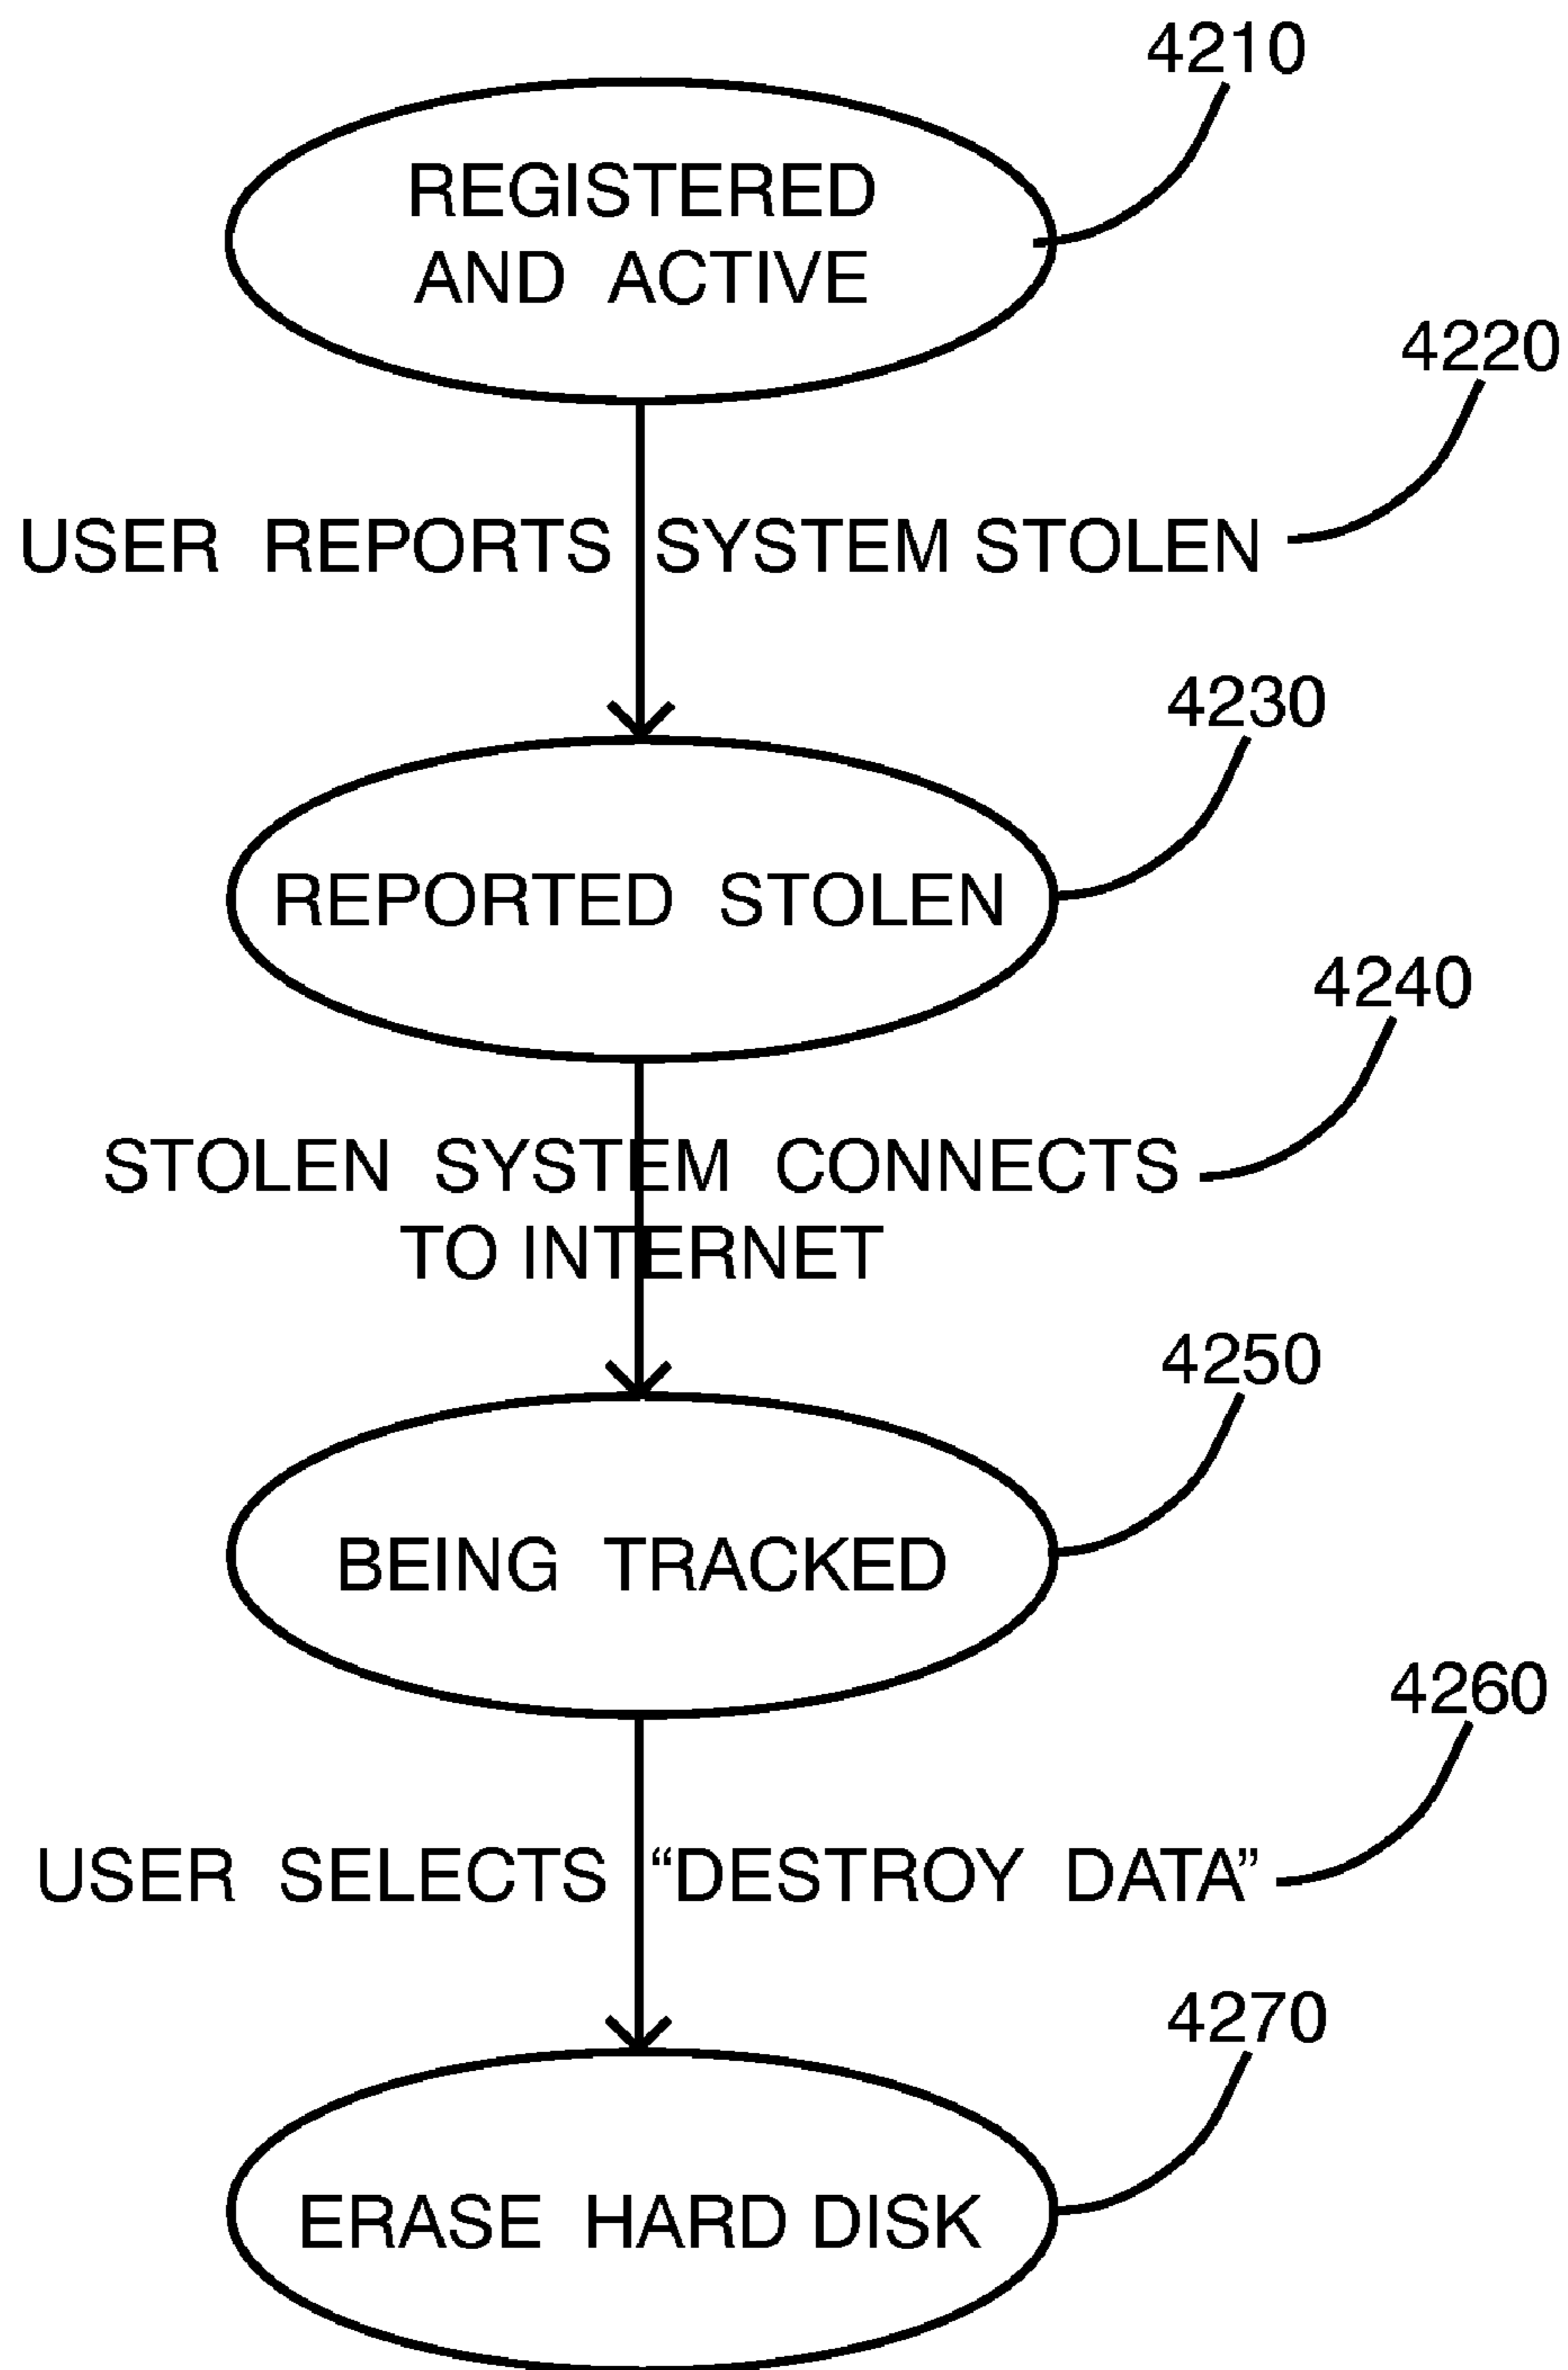 4210
REGISTERED
AND ACTIVE
4220
USER REPORTS SYSTEM STOLEN
4230
REPORTED STOLEN
4240
STOLEN SYSTEM CONNECTS
TO INTERNET
4250
BEING TRACKED
4260
USER SELECTS “DESTROY DATA”
4270
ERASE HARD DISK